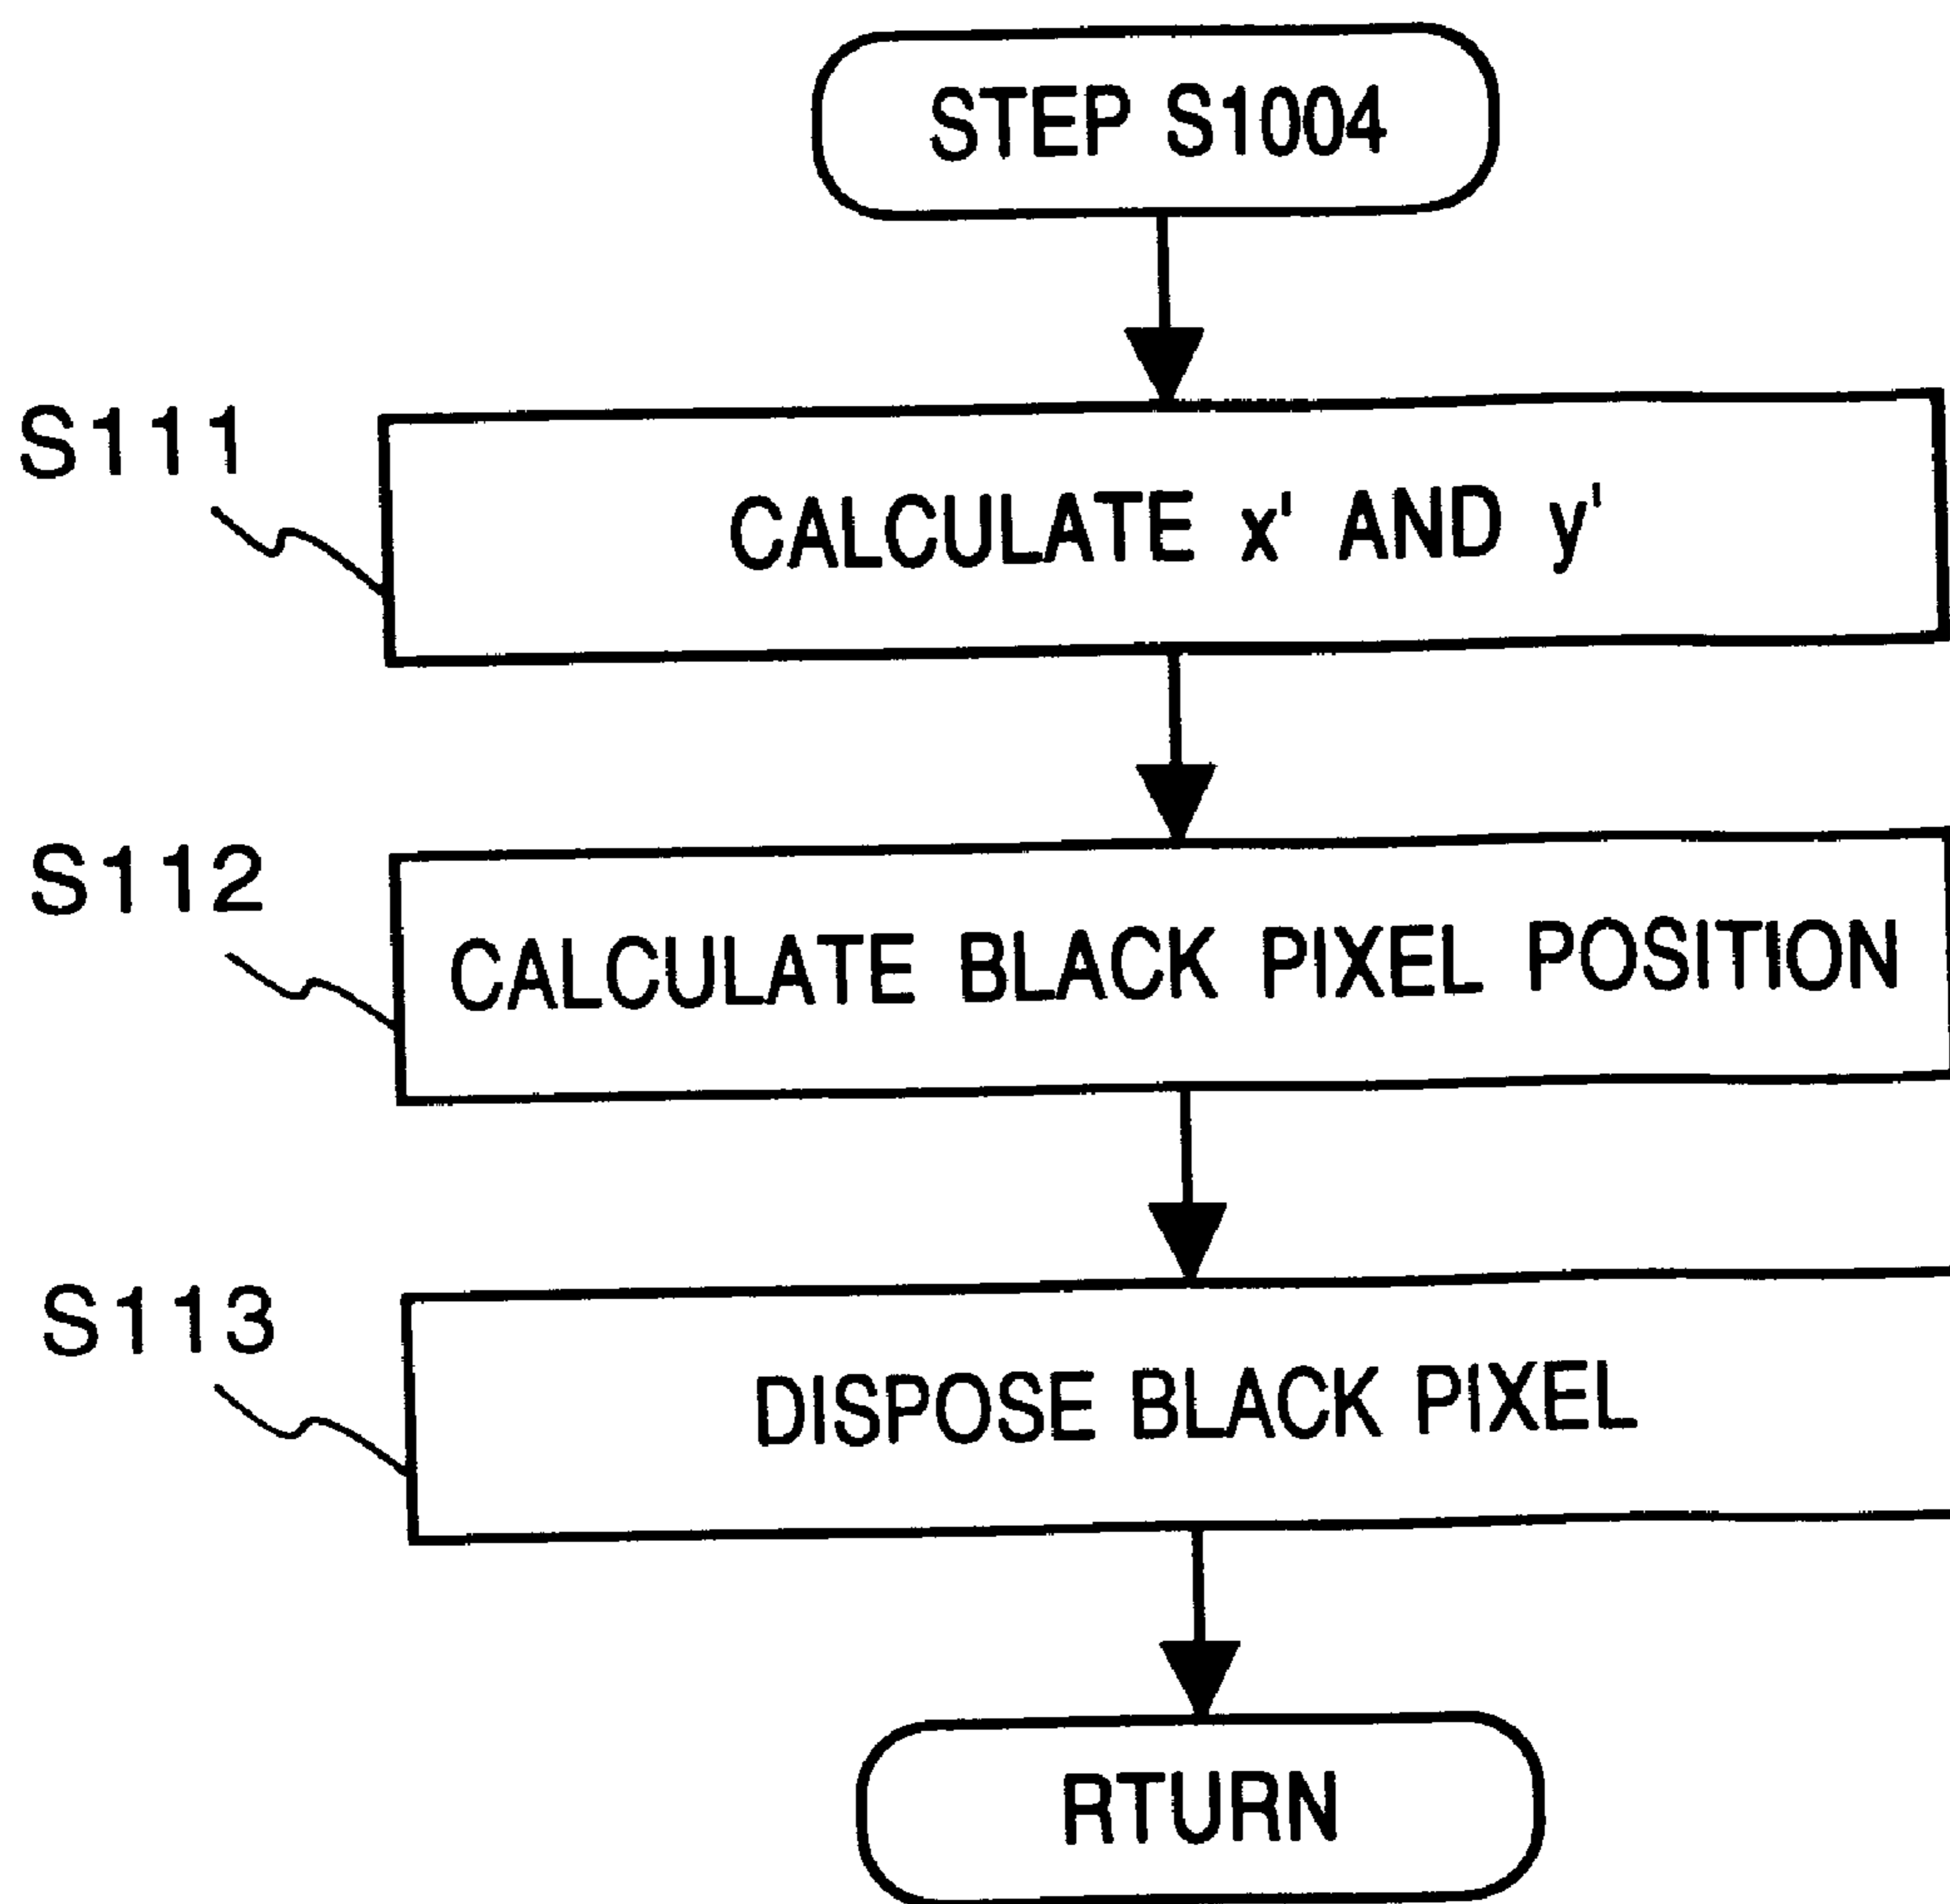 STEP S1004
S111
CALCULATE x' AND y'
S112
CALCULATE BLACK PIXEL POSITION
S113
DISPOSE BLACK PIXEL
RTURN